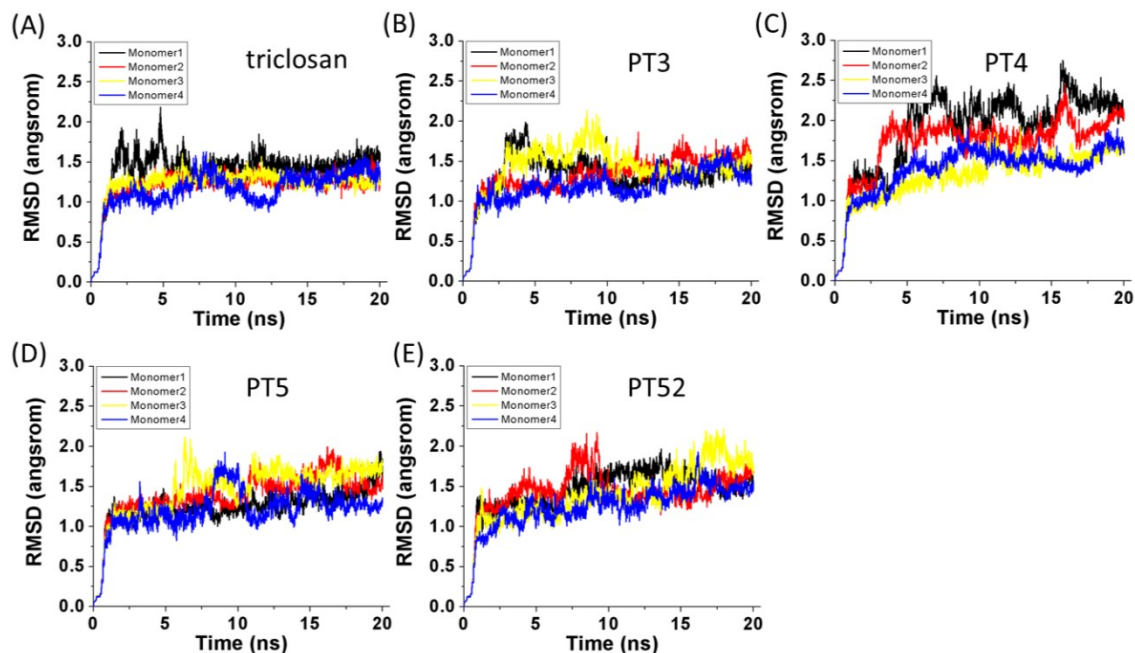 (A)
triclosan
Monomer1
Monomer2
Monomer3
Monomer4
RMSD (angsrom)
3.0
2.5
2.0
1.5
1.0
0.5
0.0
0 5 10 15 20
Time (ns)
(B)
PT3
Monomer1
Monomer2
Monomer3
Monomer4
RMSD (angsrom)
3.0
2.5
2.0
1.5
1.0
0.5
0.0
0 5 10 15 20
Time (ns)
(C)
PT4
Monomer1
Monomer2
Monomer3
Monomer4
RMSD (angsrom)
3.0
2.5
2.0
1.5
1.0
0.5
0.0
0 5 10 15 20
Time (ns)
(D)
PT5
Monomer1
Monomer2
Monomer3
Monomer4
RMSD (angsrom)
3.0
2.5
2.0
1.5
1.0
0.5
0.0
0 5 10 15 20
Time (ns)
(E)
PT52
Monomer1
Monomer2
Monomer3
Monomer4
RMSD (angsrom)
3.0
2.5
2.0
1.5
1.0
0.5
0.0
0 5 10 15 20
Time (ns)